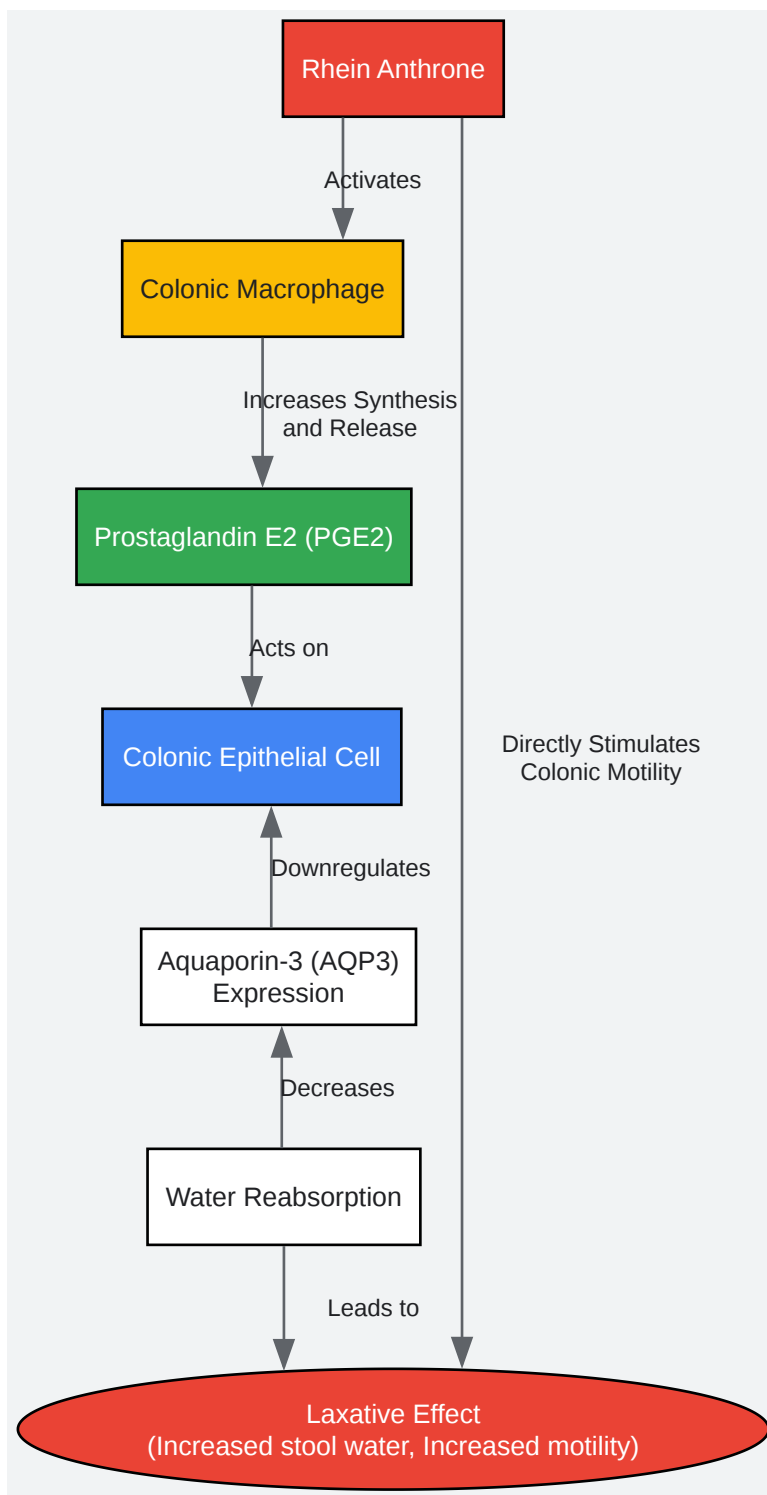 Rhein Anthrone
Activates
Colonic Macrophage
Increases Synthesis
and Release
Prostaglandin E2 (PGE2)
Acts on
Colonic Epithelial Cell
Directly Stimulates
Colonic Motility
Downregulates
Aquaporin-3 (AQP3)
Expression
Decreases
Water Reabsorption
Leads to
Laxative Effect
(Increased stool water, Increased motility)